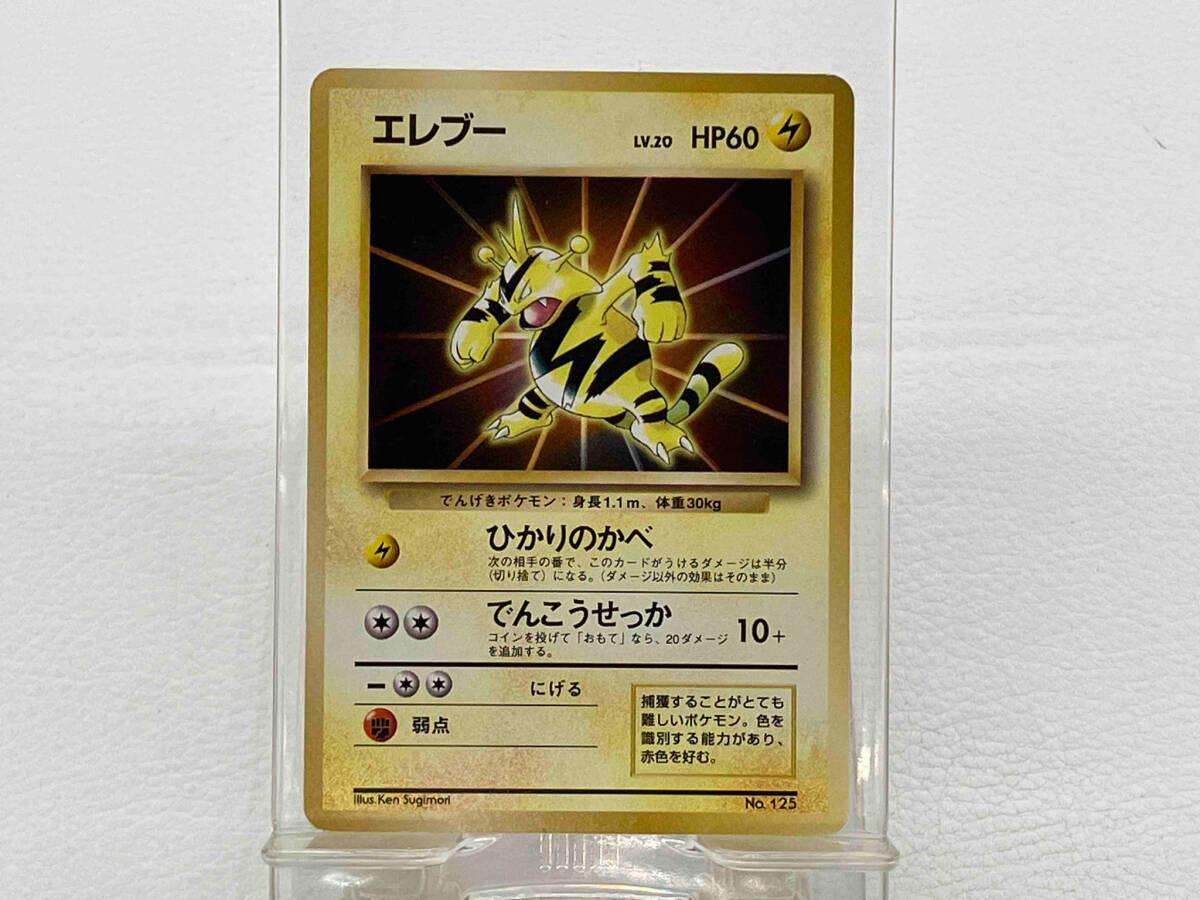 エレブー LV.20 HP60
でんげきポケモン：身長1.1m、体重30kg
ひかりのかべ
次の相手の番で、このカードがうけるダメージは半分
（切り捨て）になる。（ダメージ以外の効果はそのまま）
でんこうせっか 10+
コインを投げて「おもて」なら、20ダメージ
を追加する。
にげる
弱点
捕獲することがとても
難しいポケモン。色を
識別する能力があり、
赤色を好む。
Illus. Ken Sugimori No. 125